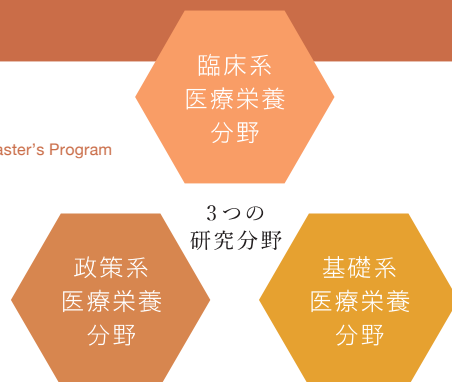 臨床系
医療栄養
分野
aster's Program
3つの
研究分野
政策系
医療栄養
分野
基礎系
医療栄養
分野